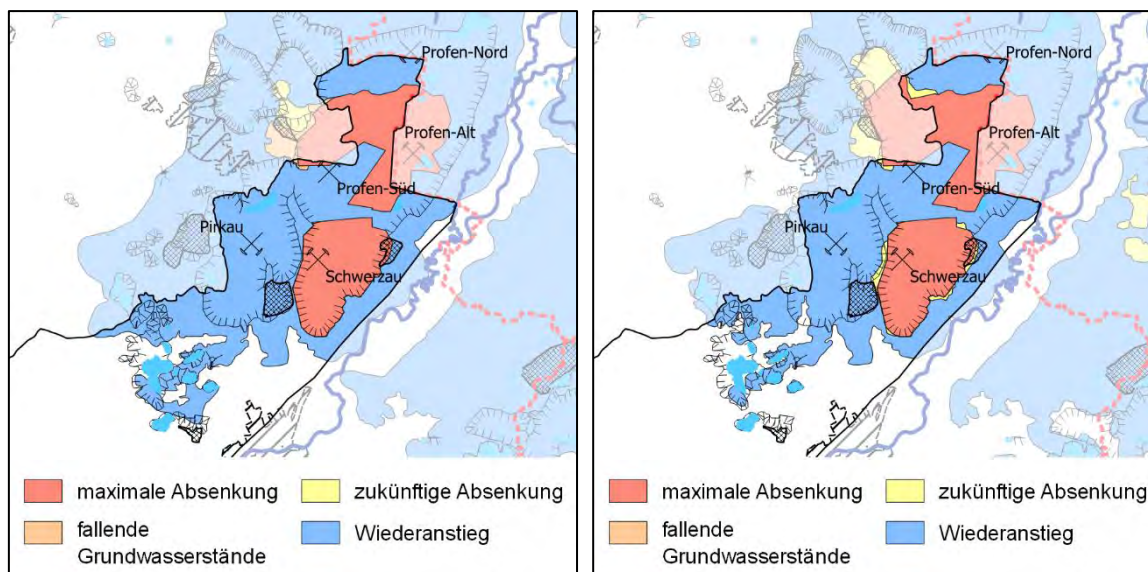 Profen-Nord
Profen-Alt
Profen-Süd
Pirkau
Schwerzau
maximale Absenkung
zukünftige Absenkung
fallende
Grundwasserstände
Wiederanstieg
Profen-Nord
Profen-Alt
Profen-Süd
Pirkau
Schwerzau
maximale Absenkung
zukünftige Absenkung
fallende
Grundwasserstände
Wiederanstieg